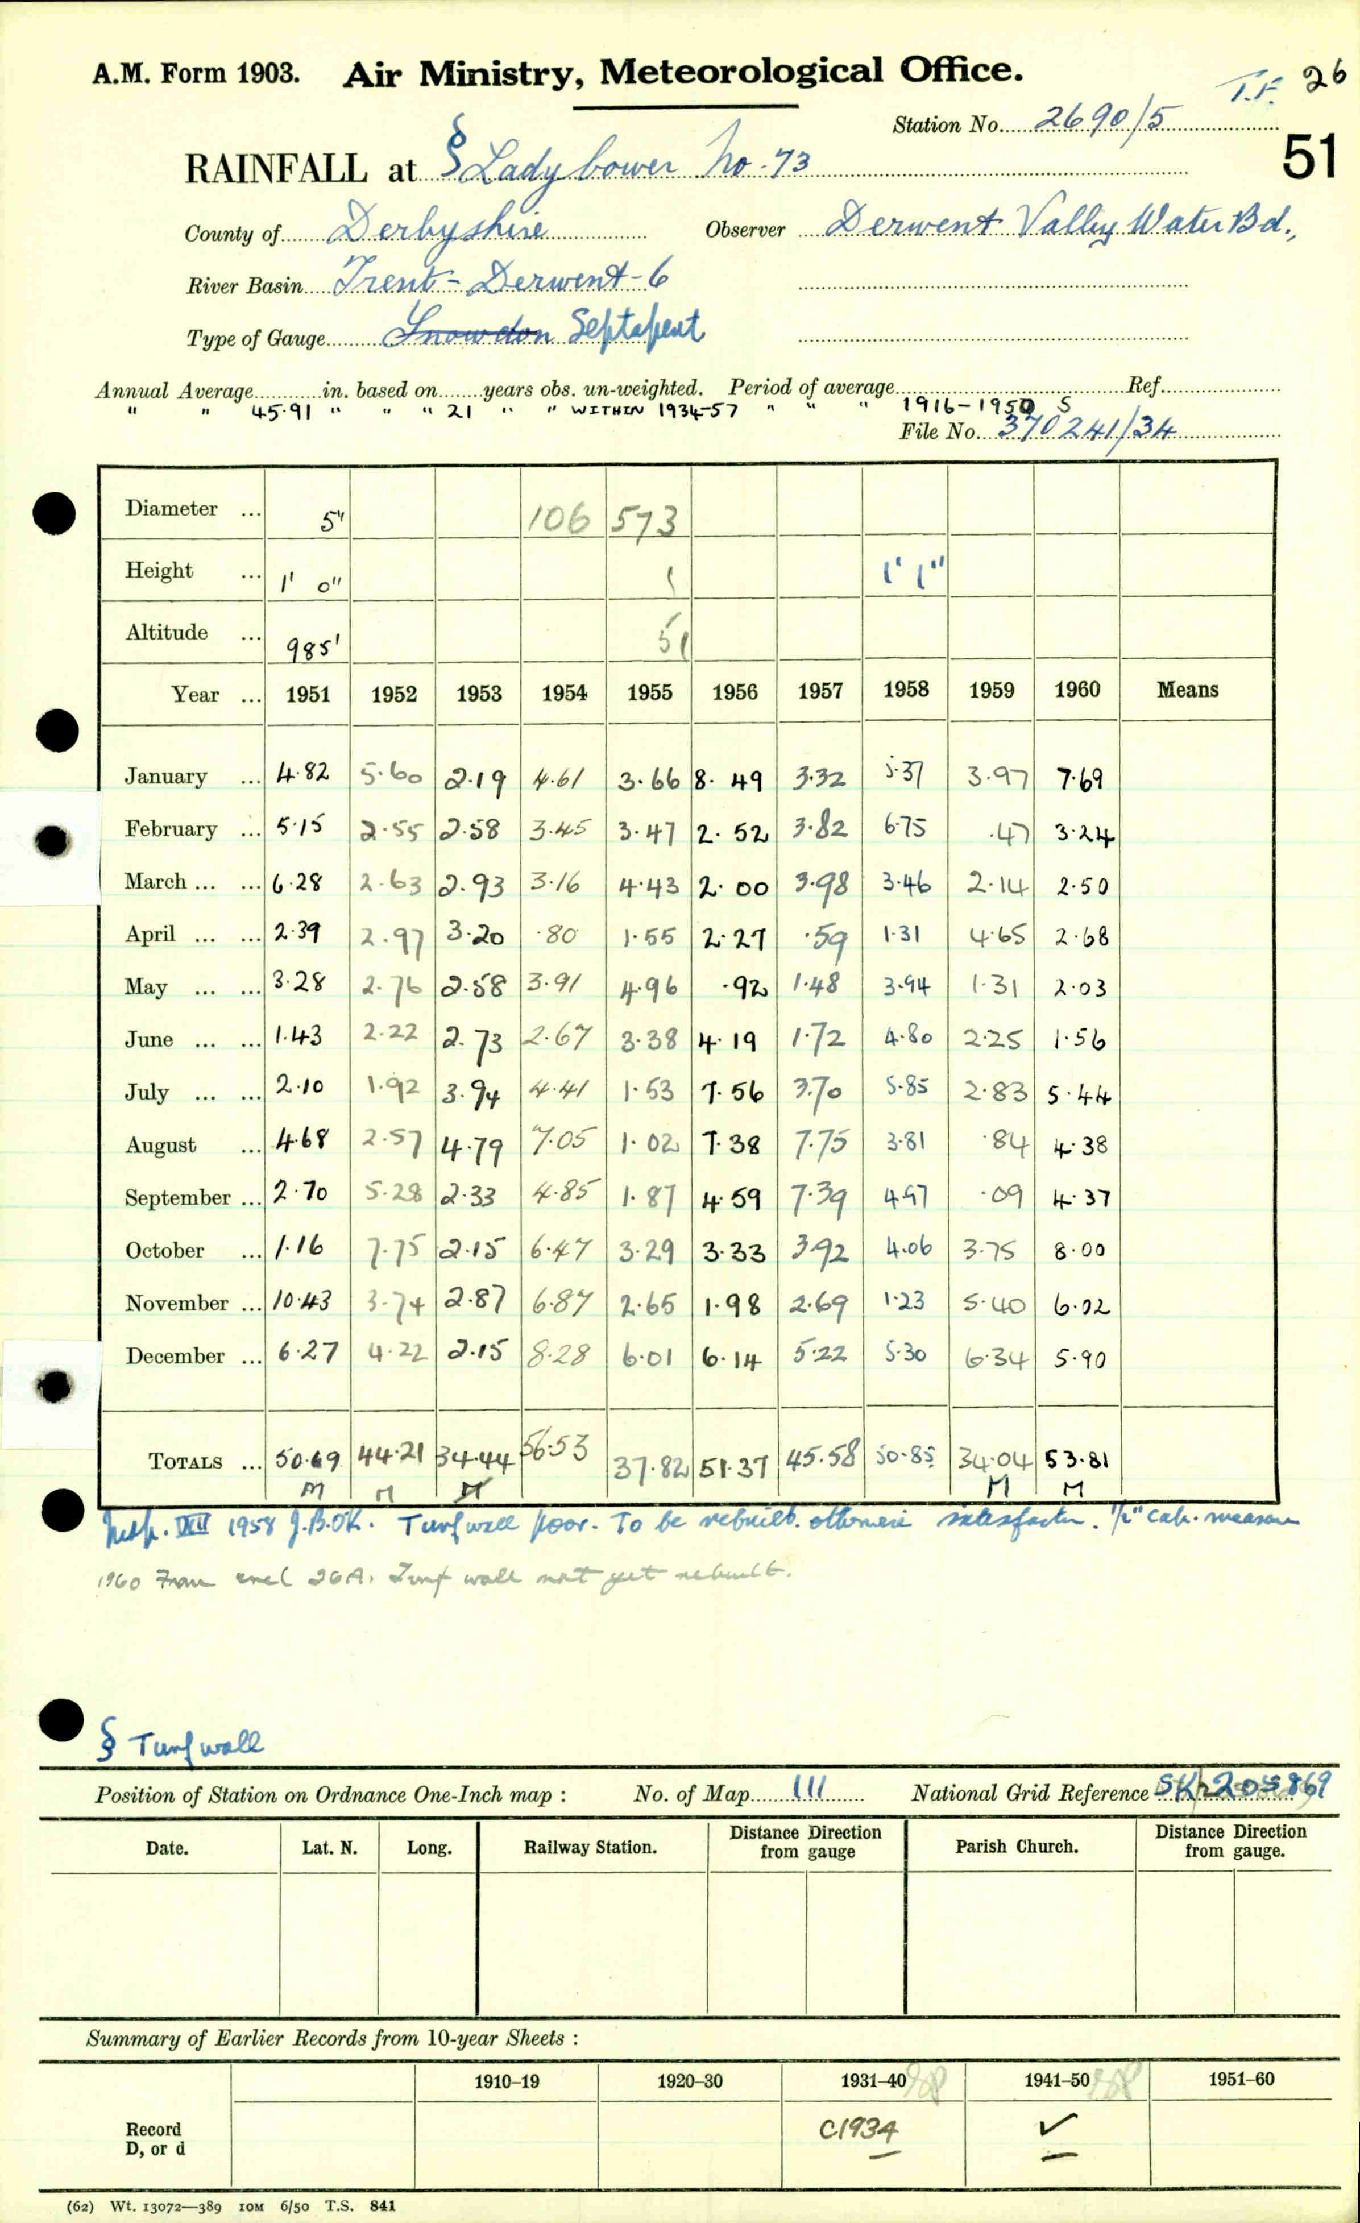 A.M. Form 1903. Air Ministry, Meteorological Office. T.F. 26
Station No. 2690/5
51
RAINFALL at § Ladybower No. 73
County of Derbyshire Observer Derwent Valley Water Bd.,
River Basin Trent - Derwent - 6
Type of Gauge Snowdon Septapent
Annual Average in. based on years obs. un-weighted. Period of average Ref.
" " 45.91 " " " 21 " " " WITHIN 1934-57 " " " 1916-1950 S
File No. 370241/34
Diameter ... 5" 106 573
Height ... 1' 0" 1 1' 1"
Altitude ... 985' 51
Year ... 1951 1952 1953 1954 1955 1956 1957 1958 1959 1960 Means
January ... 4.82 5.60 2.19 4.61 3.66 8.49 3.32 5.37 3.97 7.69
February ... 5.15 2.55 2.58 3.45 3.47 2.52 3.82 6.75 .47 3.24
March ... ... 6.28 2.63 2.93 3.16 4.43 2.00 3.98 3.46 2.14 2.50
April ... ... 2.39 2.97 3.20 .80 1.55 2.27 .59 1.31 4.65 2.68
May ... ... 3.28 2.76 2.58 3.91 4.96 .92 1.48 3.94 1.31 2.03
June ... ... 1.43 2.22 2.73 2.67 3.38 4.19 1.72 4.80 2.25 1.56
July ... ... 2.10 1.92 3.94 4.41 1.53 7.56 3.70 5.85 2.83 5.44
August ... 4.68 2.57 4.79 7.05 1.02 7.38 7.75 3.81 .84 4.38
September ... 2.70 5.28 2.33 4.85 1.87 4.59 7.39 4.97 .09 4.37
October ... 1.16 7.75 2.15 6.47 3.29 3.33 3.92 4.06 3.75 8.00
November ... 10.43 3.74 2.87 6.87 2.65 1.98 2.69 1.23 5.40 6.02
December ... 6.27 4.22 2.15 8.28 6.01 6.14 5.22 5.30 6.34 5.90
TOTALS ... 50.69 44.21 34.44 56.53 37.82 51.37 45.58 50.85 34.04 53.81
M M M M M
Insp. XII 1958 J.B.OK. Turf wall poor. To be rebuilt. otherwise satisfactory. 1/2" cap. measure
1960 From encl 26A. Turf wall not yet rebuilt.
§ Turf wall
Position of Station on Ordnance One-Inch map : No. of Map 111 National Grid Reference SK 203869
Date. Lat. N. Long. Railway Station. Distance Direction from gauge Parish Church. Distance Direction from gauge.
Summary of Earlier Records from 10-year Sheets :
1910-19 1920-30 1931-40 1941-50 1951-60
Record C1934 ✓
D, or d
(62) Wt. 13072—389 10M 6/50 T.S. 841